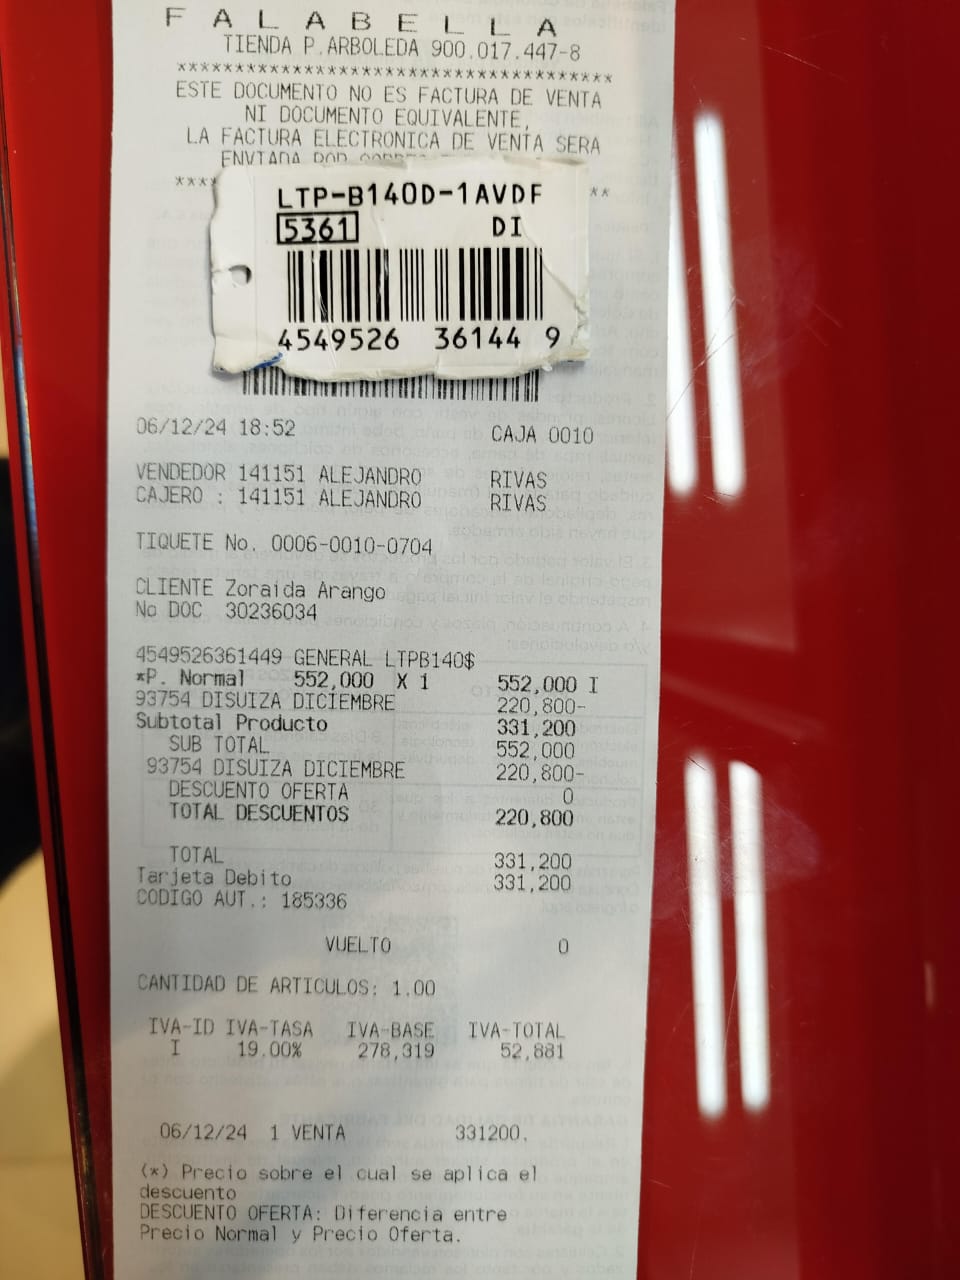 F A L A B E L L A
TIENDA P.ARBOLEDA 900.017.447-8
**************************************
ESTE DOCUMENTO NO ES FACTURA DE VENTA
NI DOCUMENTO EQUIVALENTE,
LA FACTURA ELECTRONICA DE VENTA SERA
ENVIADA POR
**** **
LTP-B140D-1AVDF
5361 DI
4549526 36144 9
06/12/24 18:52 CAJA 0010
VENDEDOR 141151 ALEJANDRO RIVAS
CAJERO : 141151 ALEJANDRO RIVAS
TIQUETE No. 0006-0010-0704
CLIENTE Zoraida Arango
No DOC 30236034
4549526361449 GENERAL LTPB140$
*P. Normal 552,000 X 1 552,000 I
93754 DISUIZA DICIEMBRE 220,800-
Subtotal Producto 331,200
SUB TOTAL 552,000
93754 DISUIZA DICIEMBRE 220,800-
DESCUENTO OFERTA 0
TOTAL DESCUENTOS 220,800
TOTAL 331,200
Tarjeta Debito 331,200
CODIGO AUT.: 185336
VUELTO 0
CANTIDAD DE ARTICULOS: 1.00
IVA-ID IVA-TASA IVA-BASE IVA-TOTAL
I 19.00% 278,319 52,881
06/12/24 1 VENTA 331200.
(*) Precio sobre el cual se aplica el
descuento
DESCUENTO OFERTA: Diferencia entre
Precio Normal y Precio Oferta.